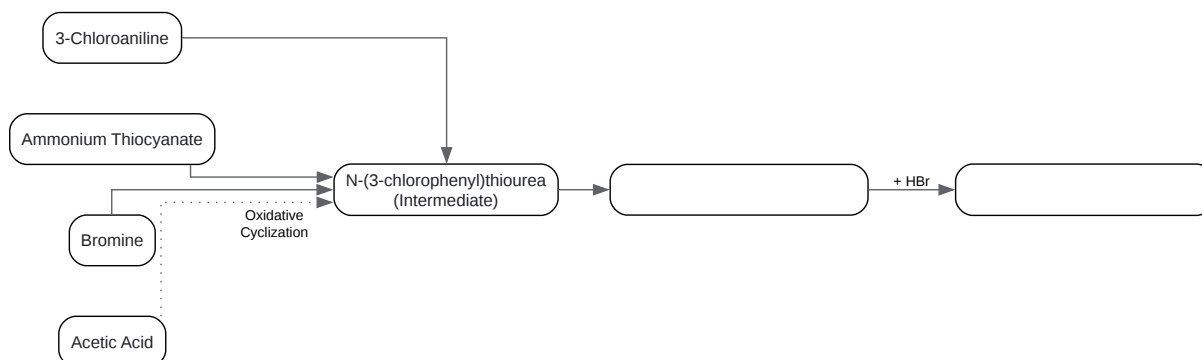 3-Chloroaniline
Ammonium Thiocyanate
N-(3-chlorophenyl)thiourea
(Intermediate)
+ HBr
Oxidative
Cyclization
Bromine
Acetic Acid